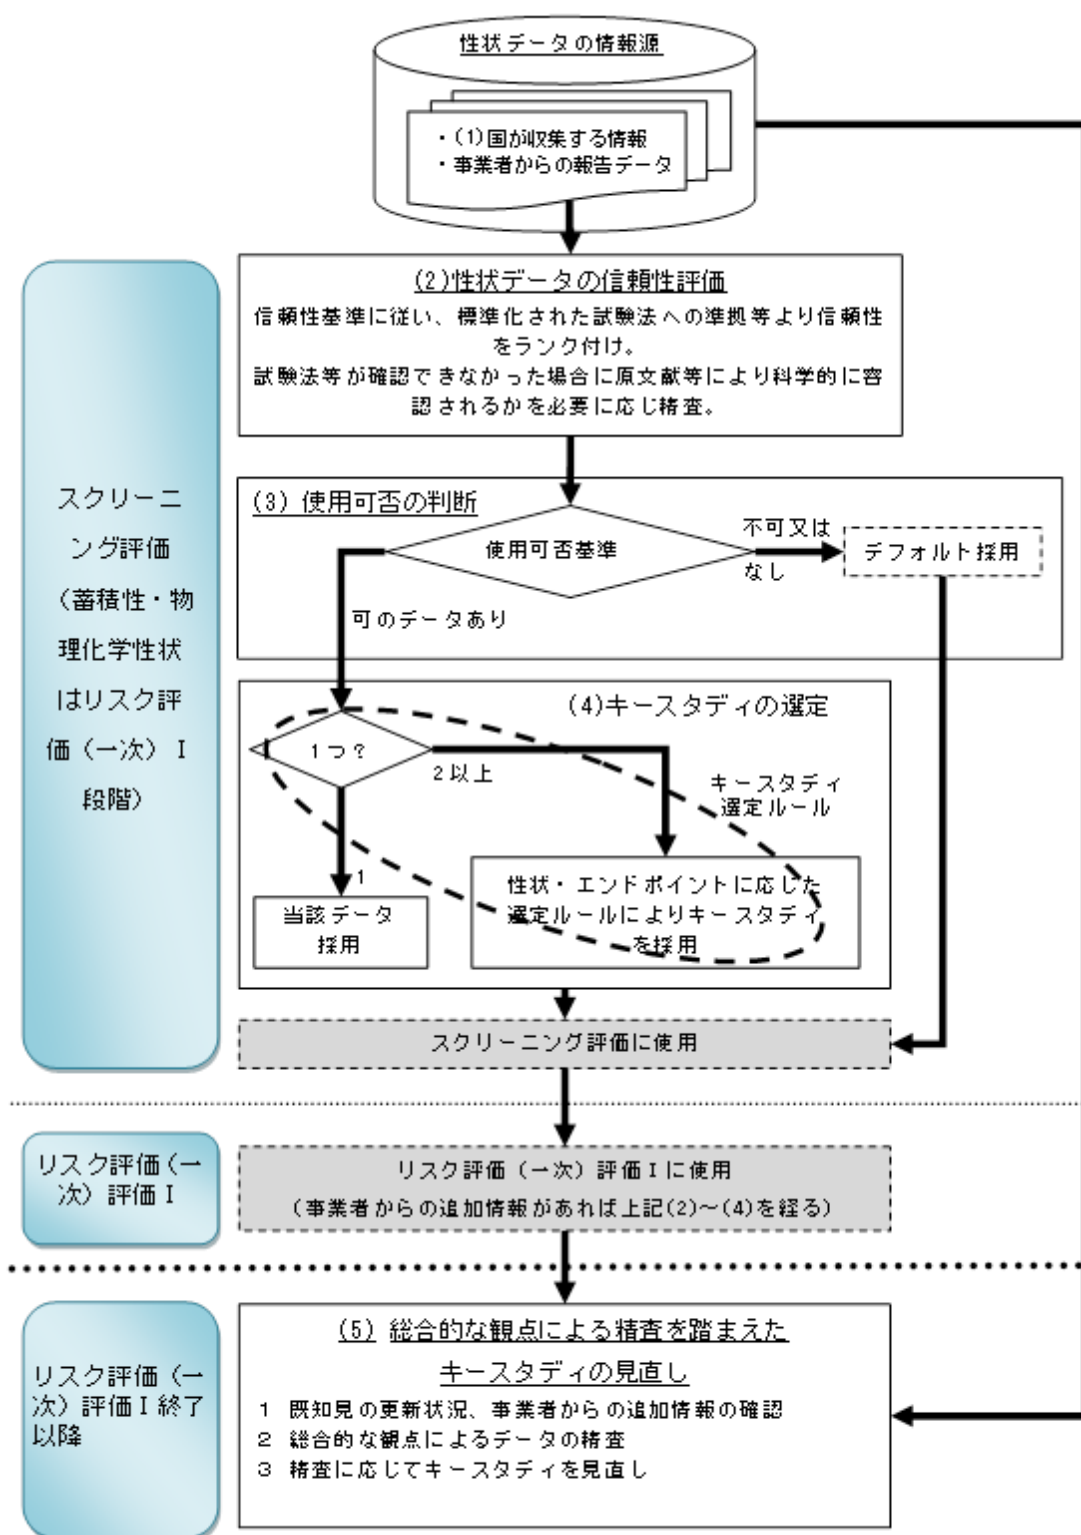 性状データの情報源
・(1)国が収集する情報
・事業者からの報告データ
(2)性状データの信頼性評価
信頼性基準に従い、標準化された試験法への準拠等より信頼性
をランク付け。
試験法等が確認できなかった場合に原文献等により科学的に容
認されるかを必要に応じ精査。
スクリーニ
ング評価
（蓄積性・物
理化学性状
はリスク評
価（一次）Ⅰ
段階）
(3) 使用可否の判断
使用可否基準
不可又は
なし
デフォルト採用
可のデータあり
(4)キースタディの選定
1つ？
2以上
キースタディ
選定ルール
1
当該データ
採用
性状・エンドポイントに応じた
選定ルールによりキースタディ
を採用
スクリーニング評価に使用
リスク評価（一
次）評価Ⅰ
リスク評価（一次）評価Ⅰに使用
（事業者からの追加情報があれば上記(2)～(4)を経る）
リスク評価（一
次）評価Ⅰ終了
以降
(5) 総合的な観点による精査を踏まえた
キースタディの見直し
1 既知見の更新状況、事業者からの追加情報の確認
2 総合的な観点によるデータの精査
3 精査に応じてキースタディを見直し